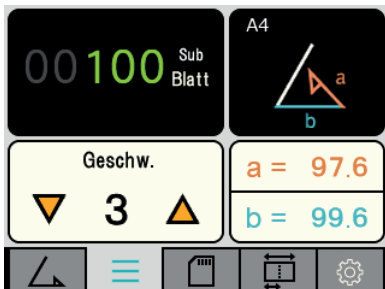 00100 Sub
Blatt
A4
a
b
Geschw.
3
a = 97.6
b = 99.6